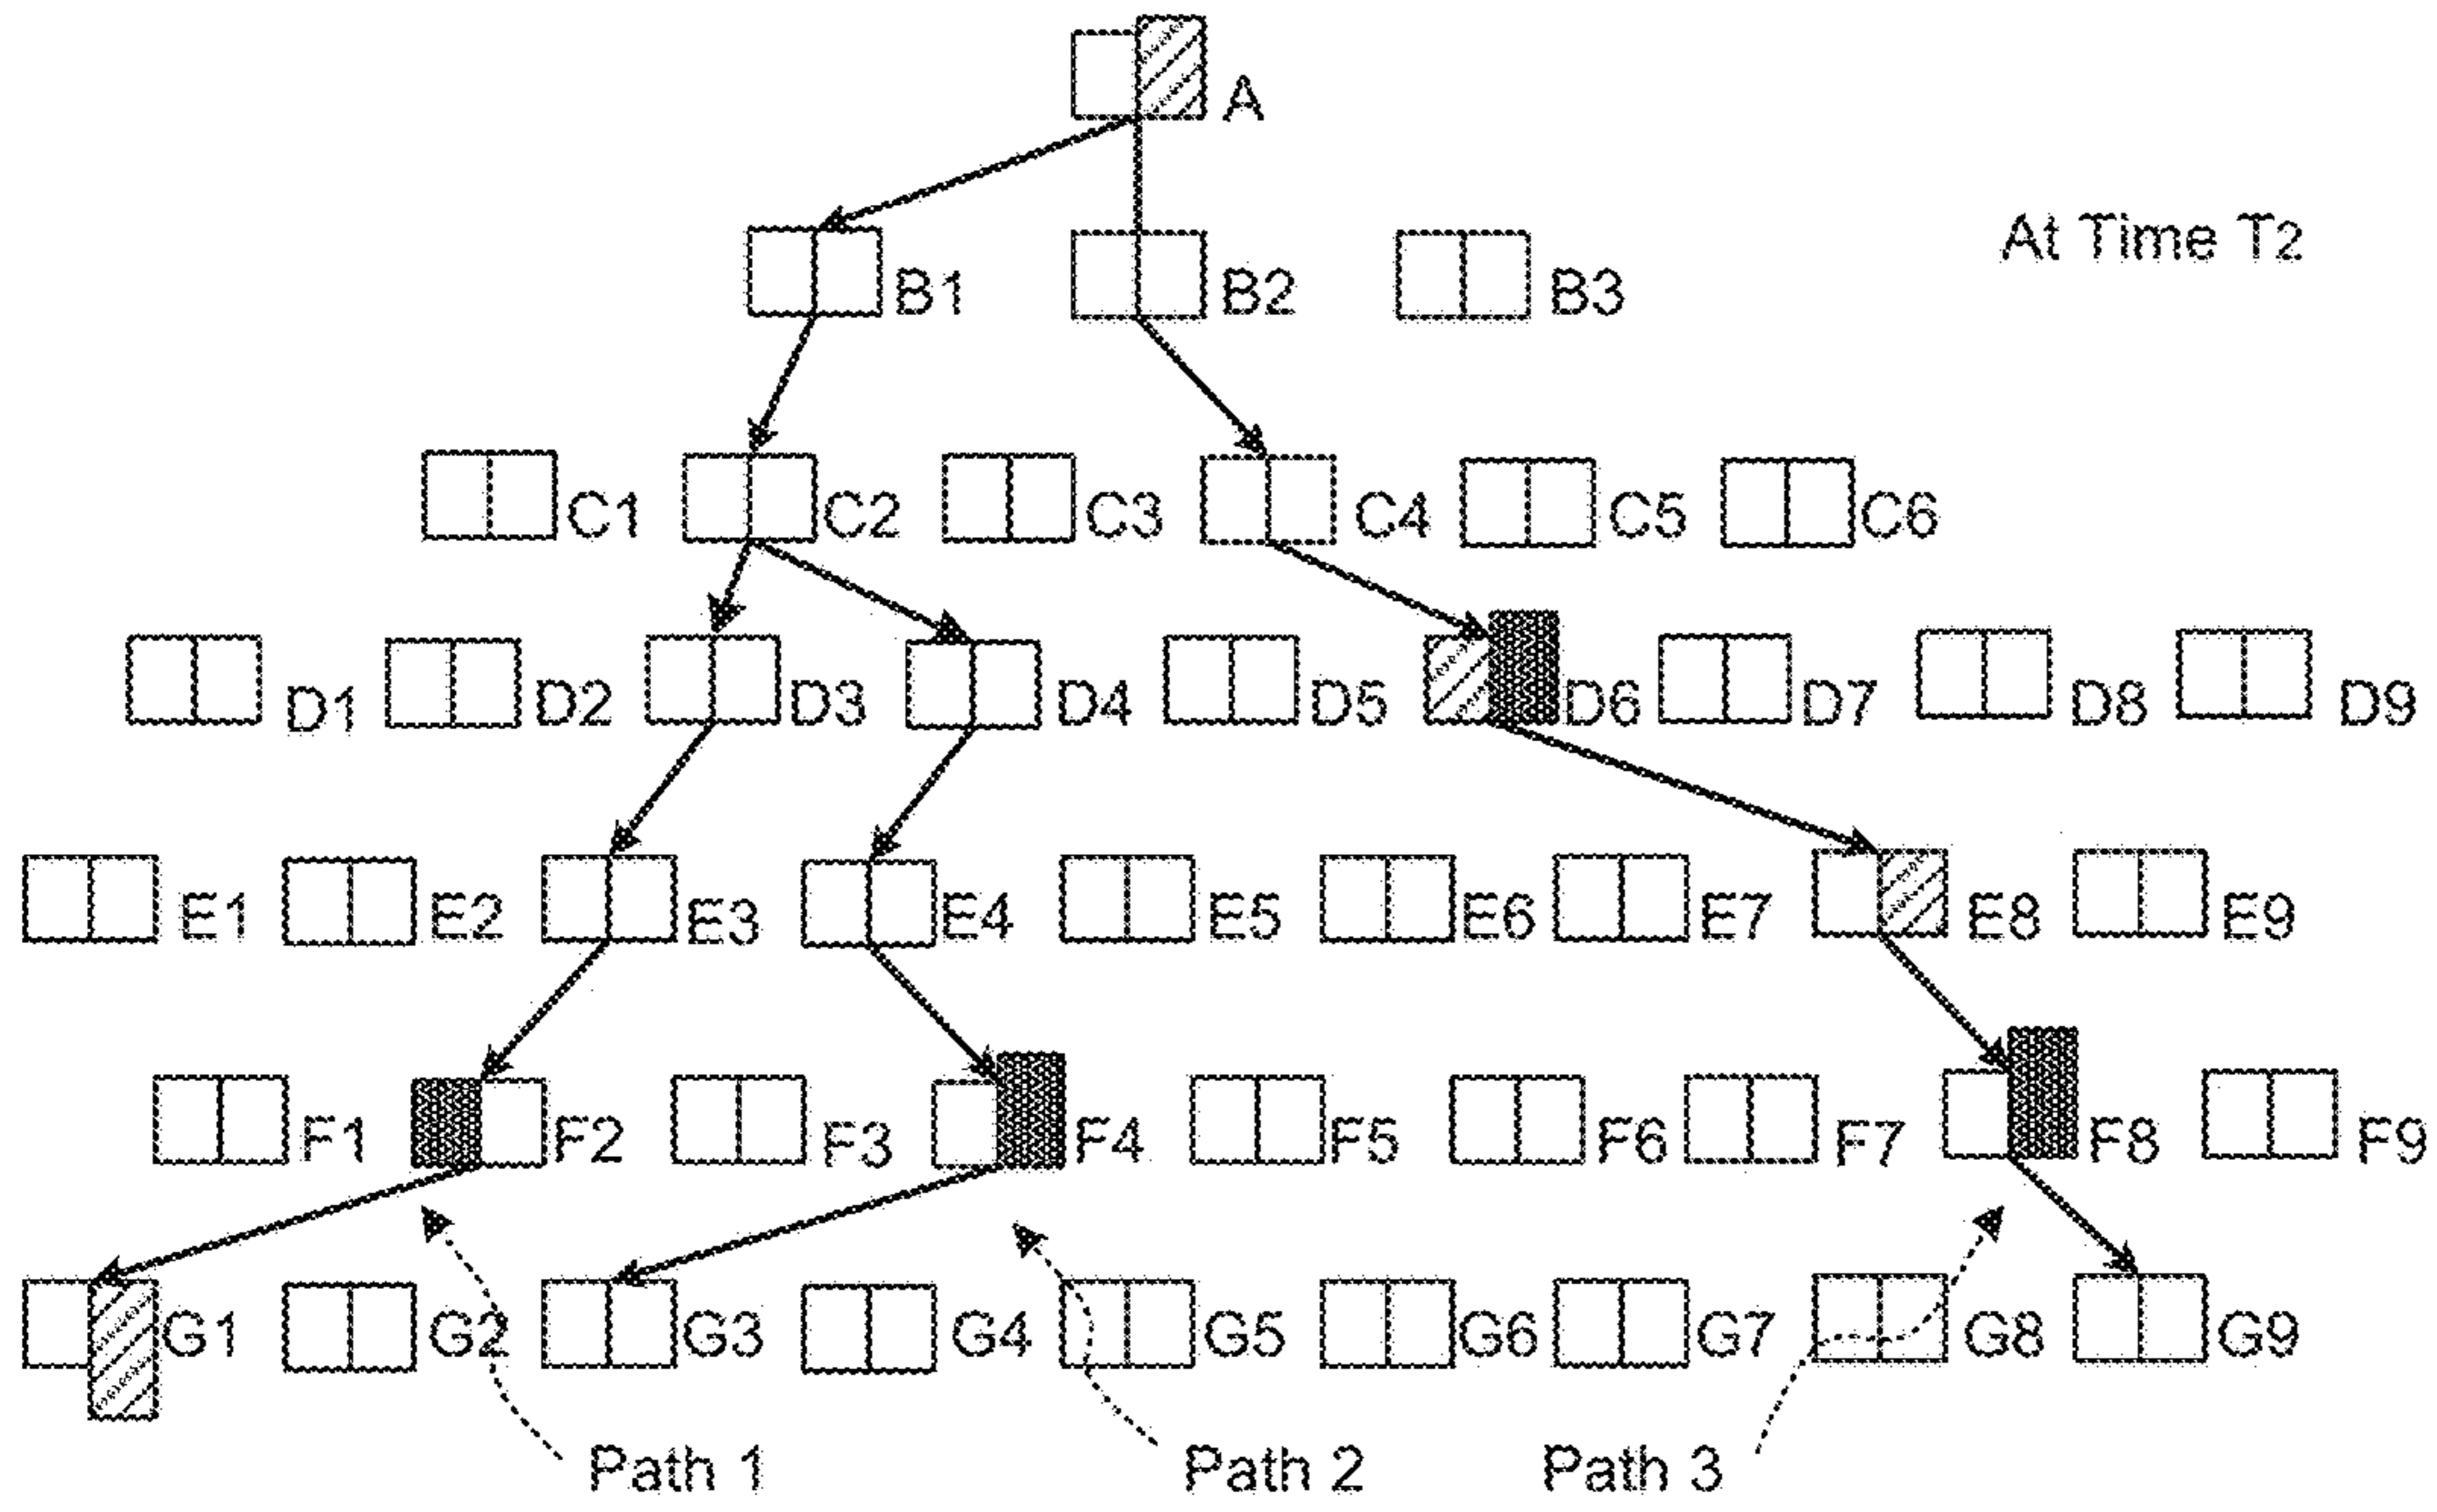 A
At Time T2
B1 B2 B3
C1 C2 C3 C4 C5 C6
D1 D2 D3 D4 D5 D6 D7 D8 D9
E1 E2 E3 E4 E5 E6 E7 E8 E9
F1 F2 F3 F4 F5 F6 F7 F8 F9
G1 G2 G3 G4 G5 G6 G7 G8 G9
Path 1 Path 2 Path 3